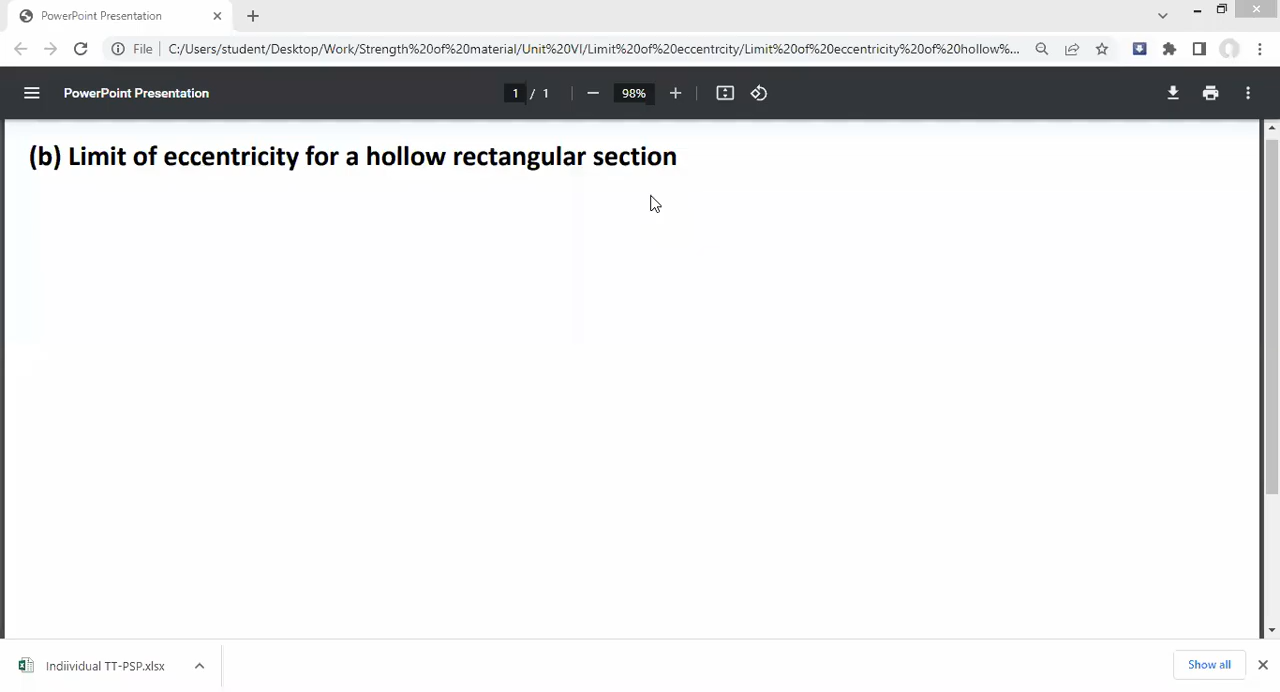 PowerPoint Presentation
File
C:/Users/student/Desktop/Work/Strength%20of%20material/Unit%20VI/Limit%20of%20eccentrcity/Limit%20of%20eccentricity%20of%20hollow%...
PowerPoint Presentation
1 / 1
98%
(b) Limit of eccentricity for a hollow rectangular section
Indiividual TT-PSP.xlsx
Show all